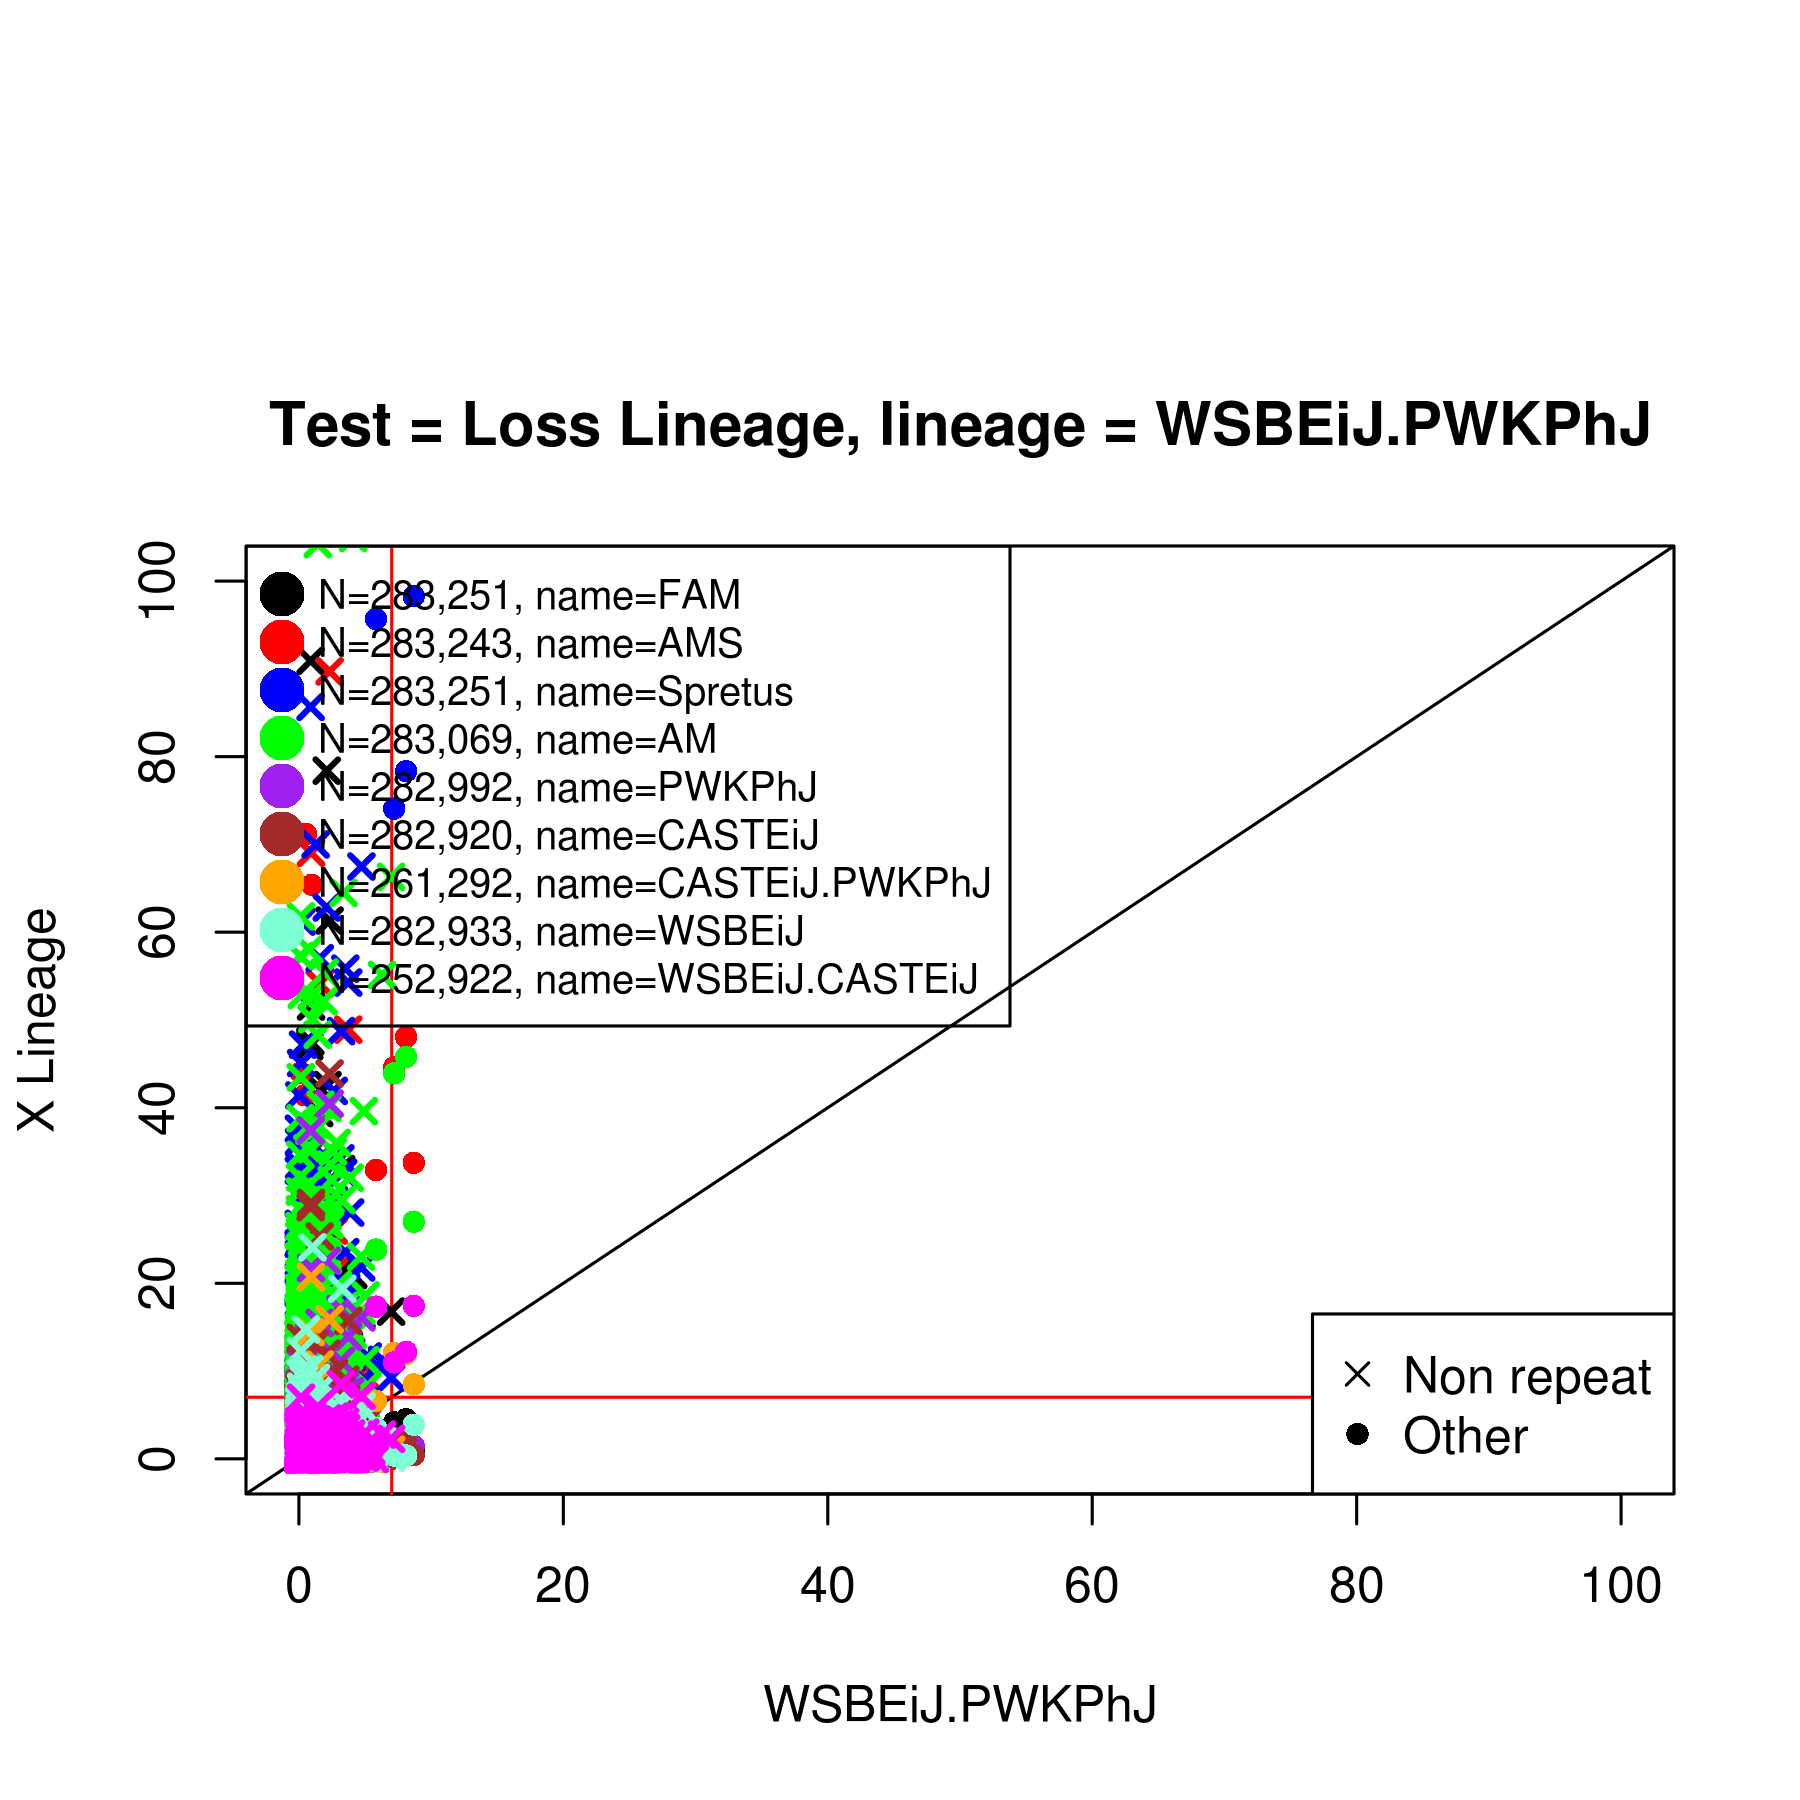 Test = Loss Lineage, lineage = WSBEiJ.PWKPhJ
100
80
60
40
20
0
X Lineage
N=283,251, name=FAM
N=283,243, name=AMS
N=283,251, name=Spretus
N=283,069, name=AM
N=282,992, name=PWKPhJ
N=282,920, name=CASTEiJ
N=261,292, name=CASTEiJ.PWKPhJ
N=282,933, name=WSBEiJ
N=252,922, name=WSBEiJ.CASTEiJ
Non repeat
Other
0 20 40 60 80 100
WSBEiJ.PWKPhJ